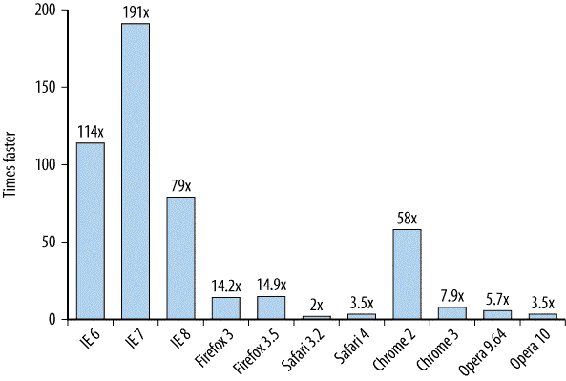 Times faster
200
150
100
50
0
114x
191x
79x
14.2x
14.9x
2x
3.5x
58x
7.9x
5.7x
3.5x
IE 6
IE 7
IE 8
Firefox 3
Firefox 3.5
Safari 3.2
Safari 4
Chrome 2
Chrome 3
Opera 9.64
Opera 10